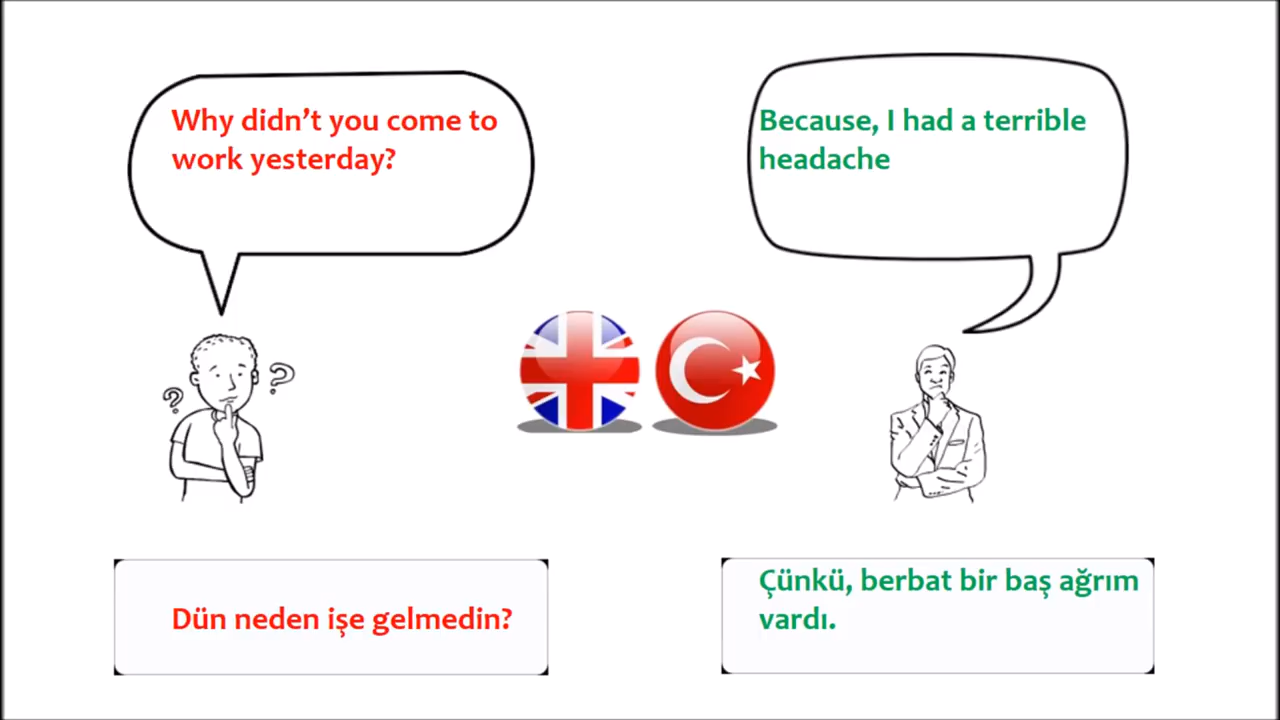 Why didn't you come to
work yesterday?
Because, I had a terrible
headache
?
?
Dün neden işe gelmedin?
Çünkü, berbat bir baş ağrım
vardı.